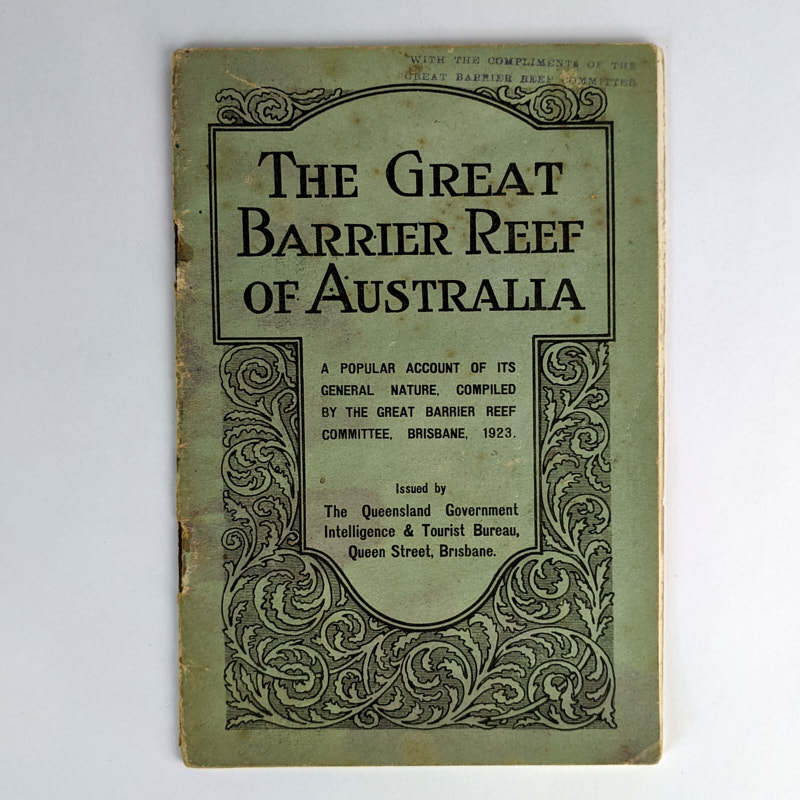 WITH THE COMPLIMENTS OF THE
GREAT BARRIER REEF COMMITTEE.
THE GREAT
BARRIER REEF
OF AUSTRALIA
A POPULAR ACCOUNT OF ITS
GENERAL NATURE, COMPILED
BY THE GREAT BARRIER REEF
COMMITTEE, BRISBANE, 1923.
Issued by
The Queensland Government
Intelligence & Tourist Bureau,
Queen Street, Brisbane.